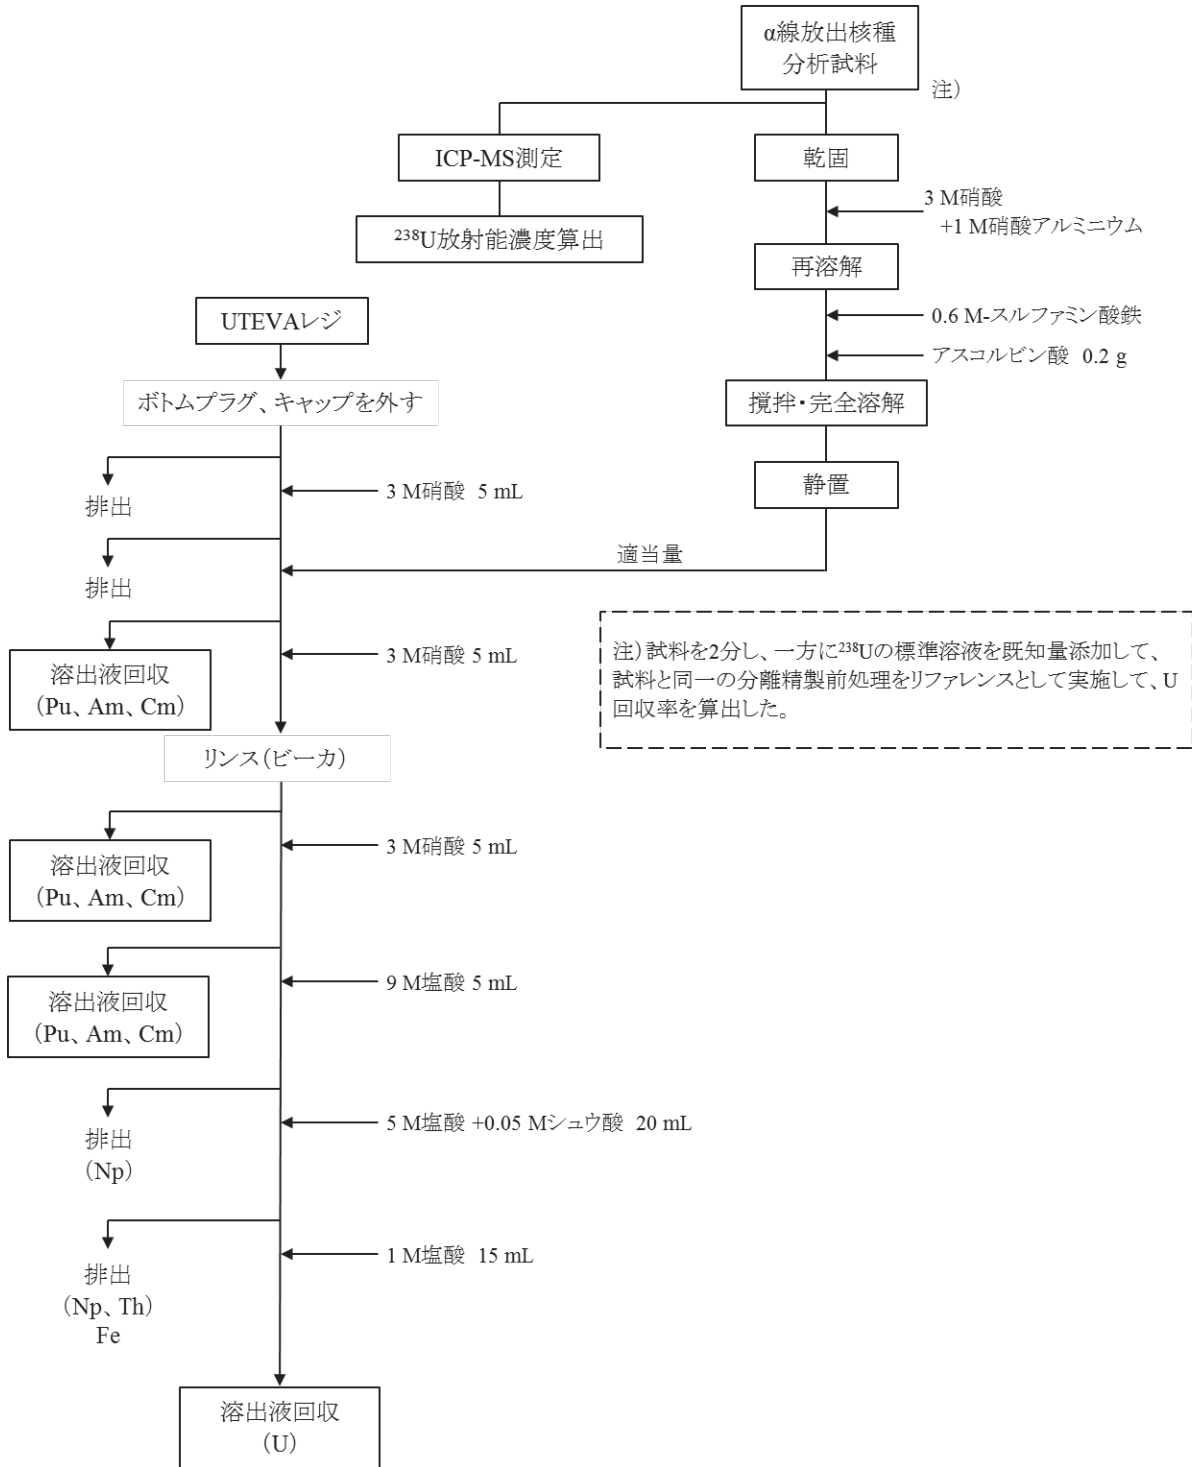 α線放出核種
分析試料
注）
ICP-MS測定
乾固
3 M硝酸
+1 M硝酸アルミニウム
²³⁸U放射能濃度算出
再溶解
UTEVAレジ
0.6 M-スルファミン酸鉄
アスコルビン酸 0.2 g
ボトムプラグ、キャップを外す
撹拌・完全溶解
排出
3 M硝酸 5 mL
静置
排出
適当量
溶出液回収
（Pu、Am、Cm）
3 M硝酸 5 mL
注）試料を2分し、一方に²³⁸Uの標準溶液を既知量添加して、
試料と同一の分離精製前処理をリファレンスとして実施して、U
回収率を算出した。
リンス（ビーカ）
溶出液回収
（Pu、Am、Cm）
3 M硝酸 5 mL
溶出液回収
（Pu、Am、Cm）
9 M塩酸 5 mL
排出
（Np）
5 M塩酸 +0.05 Mシュウ酸 20 mL
排出
（Np、Th）
Fe
1 M塩酸 15 mL
溶出液回収
（U）